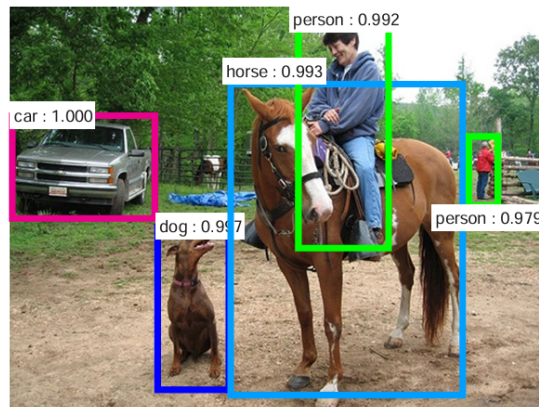 person : 0.992
horse : 0.993
car : 1.000
dog : 0.997
person : 0.979